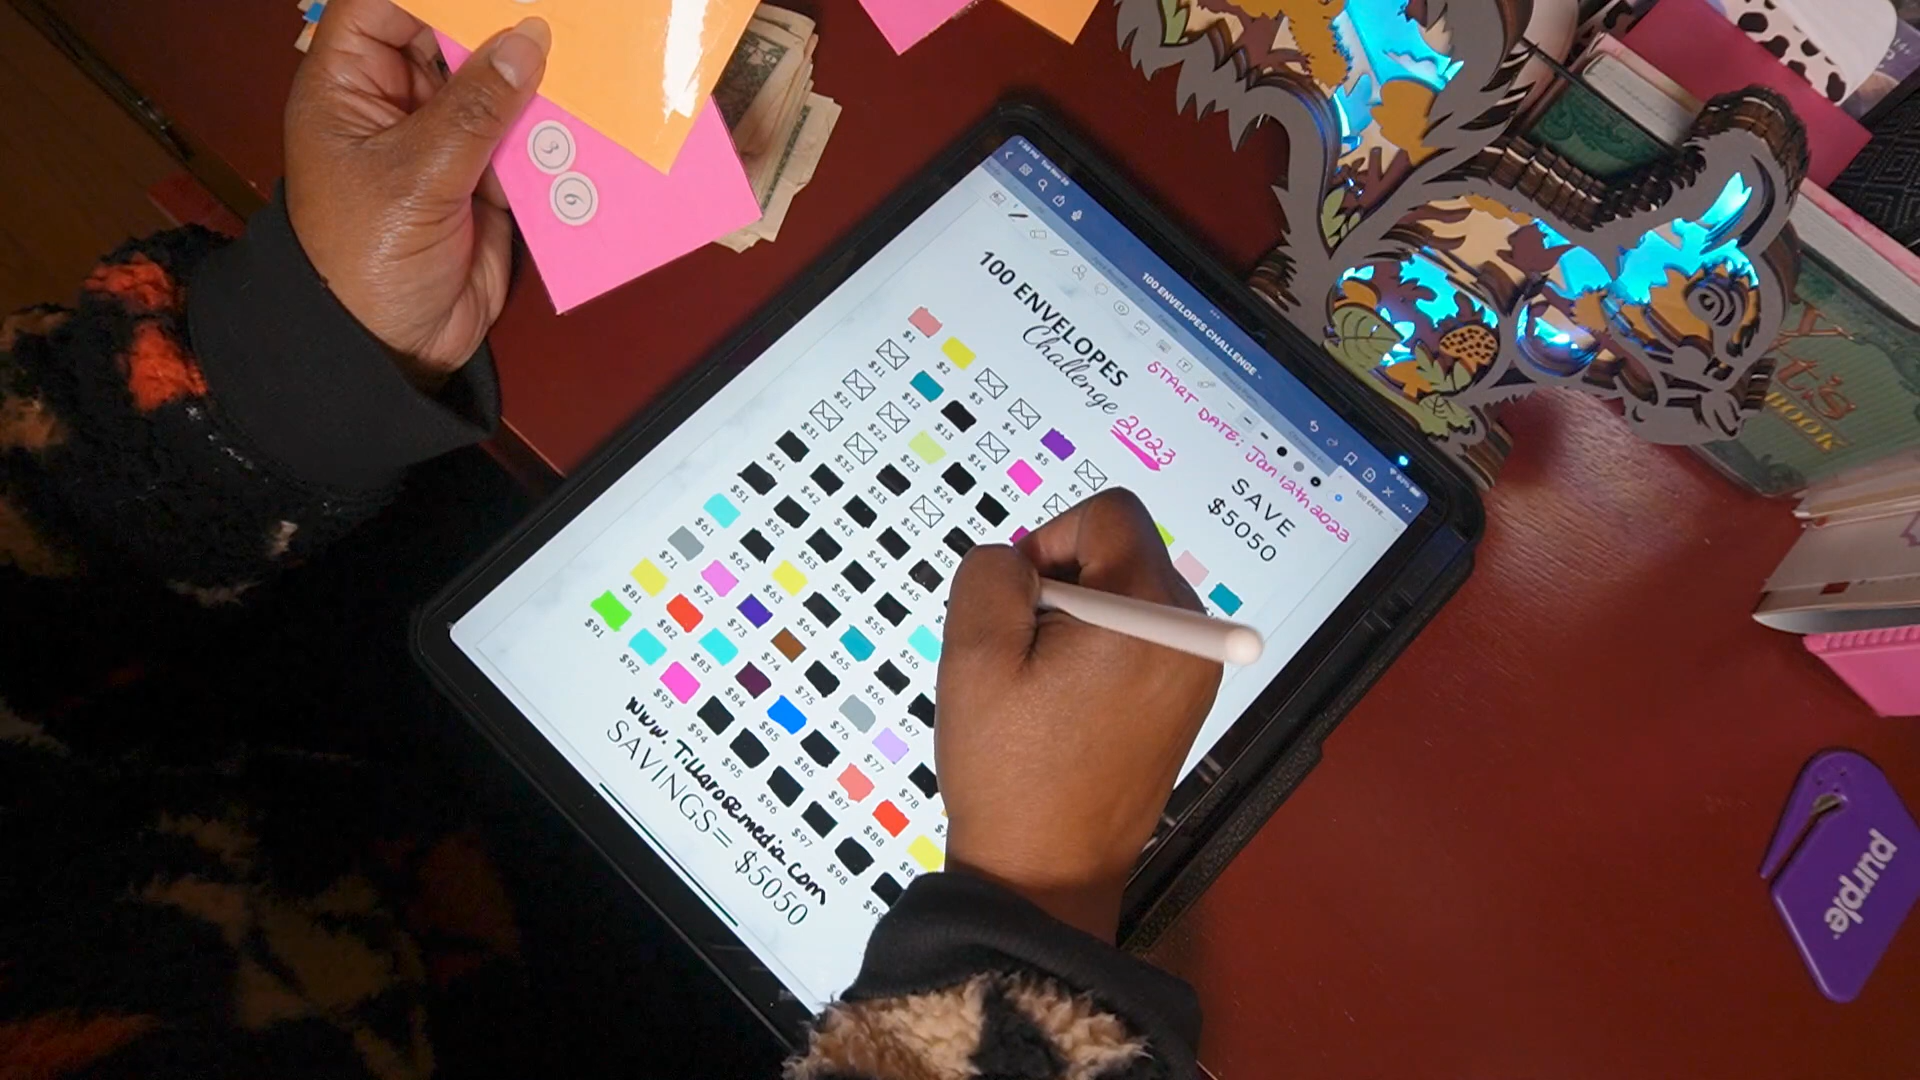 3
6
100 ENVELOPES CHALLENGE
100 ENVELOPES
Challenge
2023
START DATE: Jan 12th 2023
SAVE
$5050
$1 $2 $3 $4 $5
$11 $12 $13 $14 $15
$21 $22 $23 $24 $25
$31 $32 $33 $34 $35
$41 $42 $43 $44 $45
$51 $52 $53 $54 $55 $56
$61 $62 $63 $64 $65 $66 $67
$71 $72 $73 $74 $75 $76 $77 $78
$81 $82 $83 $84 $85 $86 $87 $88
$91 $92 $93 $94 $95 $96 $97 $98
www.Tillarosemedia.com
SAVINGS= $5050
BOOK
purple